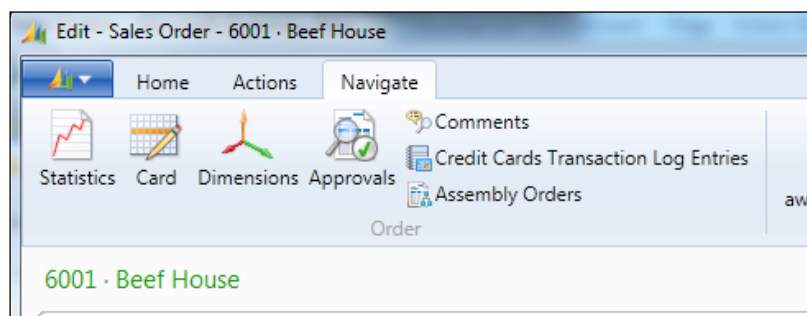 Edit - Sales Order - 6001 · Beef House
Home Actions Navigate
Statistics Card Dimensions Approvals
Comments
Credit Cards Transaction Log Entries
Assembly Orders
Order
6001 · Beef House